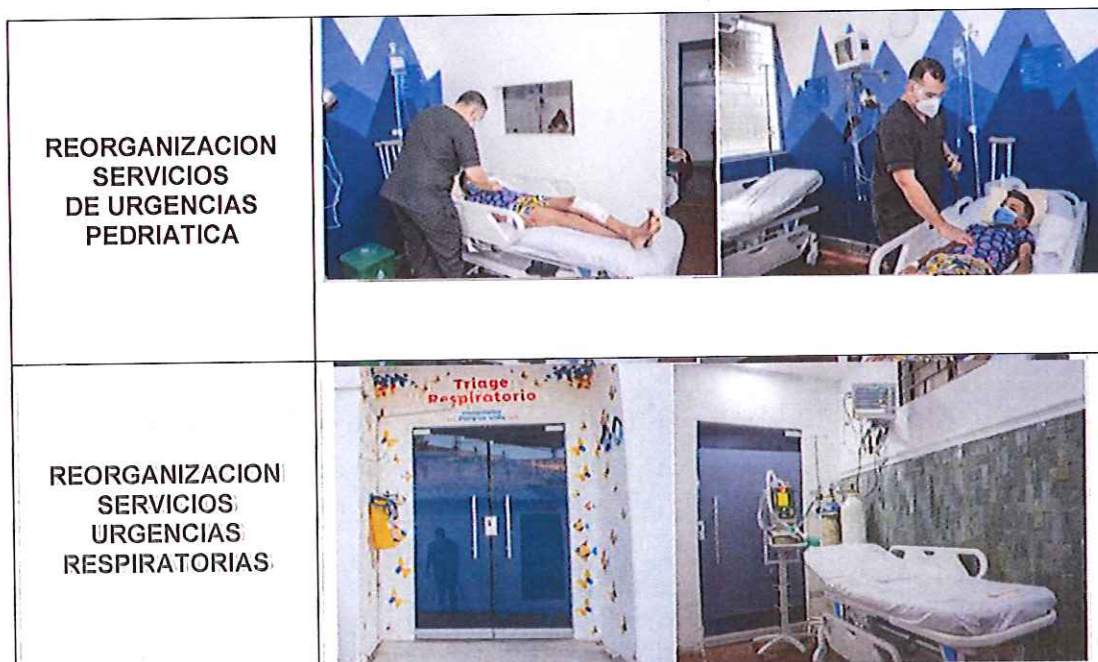 REORGANIZACION
SERVICIOS
DE URGENCIAS
PEDRIATICA
Triage
Respiratorio
REORGANIZACION
SERVICIOS
URGENCIAS
RESPIRATORIAS